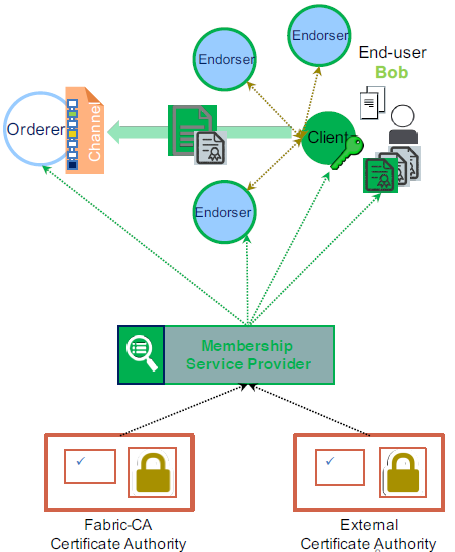 Endorser
Endorser
End-user
Bob
Orderer
Channel
Client
Endorser
Membership
Service Provider
Fabric-CA
Certificate Authority
External
Certificate Authority